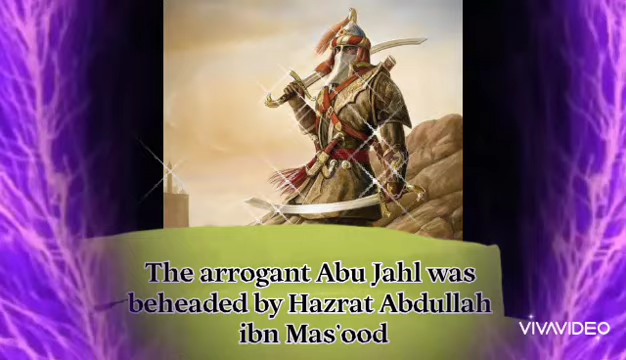 The arrogant Abu Jahl was
beheaded by Hazrat Abdullah
ibn Mas'ood
VIVAVIDEO